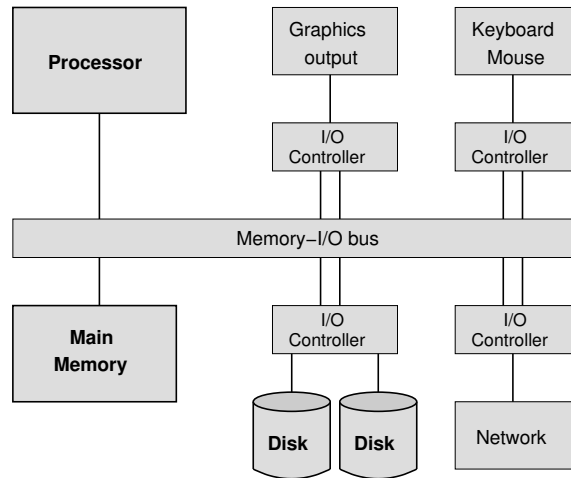 Processor
Graphics
output
Keyboard
Mouse
I/O
Controller
I/O
Controller
Memory−I/O bus
Main
Memory
I/O
Controller
I/O
Controller
Disk
Disk
Network